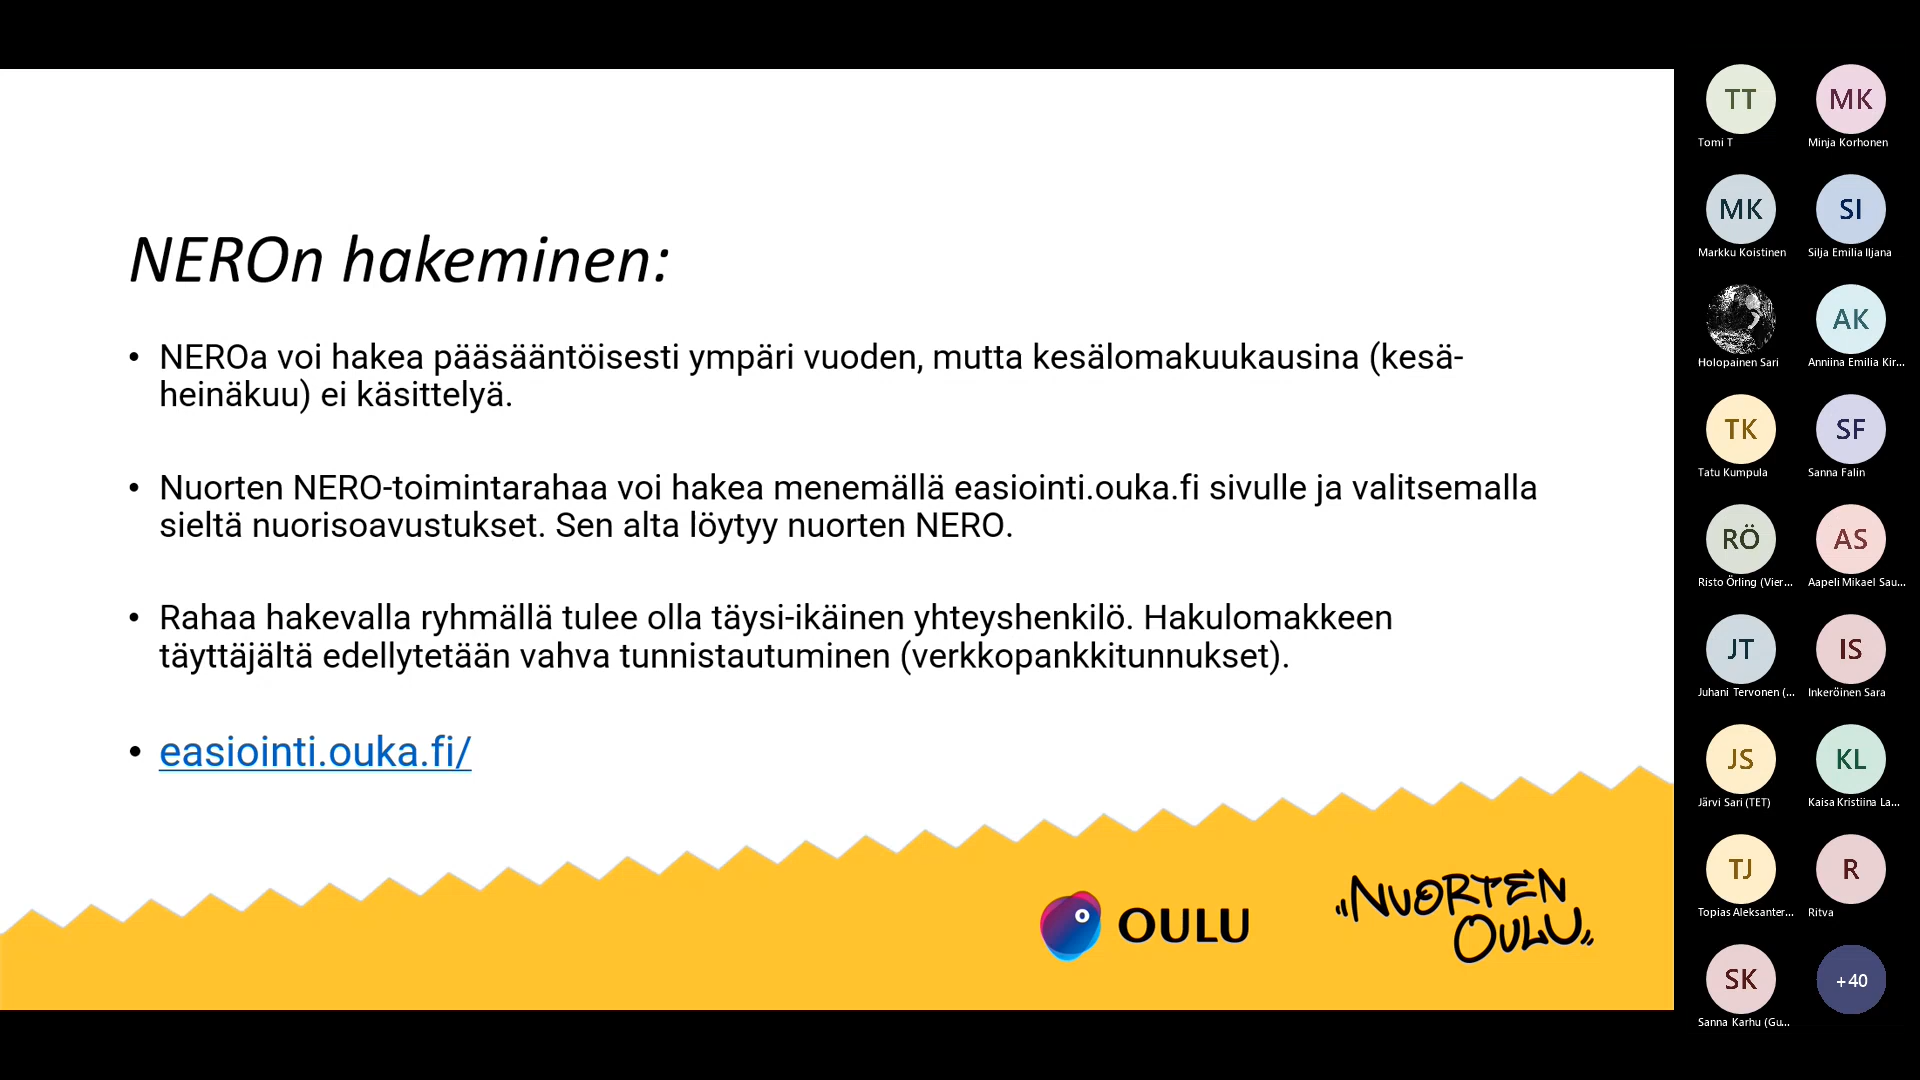 NEROn hakeminen:
• NEROa voi hakea pääsääntöisesti ympäri vuoden, mutta kesälomakuukausina (kesä-
heinäkuu) ei käsittelyä.
• Nuorten NERO-toimintarahaa voi hakea menemällä easiointi.ouka.fi sivulle ja valitsemalla
sieltä nuorisoavustukset. Sen alta löytyy nuorten NERO.
• Rahaa hakevalla ryhmällä tulee olla täysi-ikäinen yhteyshenkilö. Hakulomakkeen
täyttäjältä edellytetään vahva tunnistautuminen (verkkopankkitunnukset).
• easiointi.ouka.fi/
OULU
"NUORTEN
OULU"
TT
MK
Tomi T
Minja Korhonen
MK
SI
Markku Koistinen
Silja Emilia Iljana
AK
Holopainen Sari
Anniina Emilia Kir...
TK
SF
Tatu Kumpula
Sanna Falin
RÖ
AS
Risto Örling (Vier...
Aapeli Mikael Sau...
JT
IS
Juhani Tervonen (...
Inkeröinen Sara
JS
KL
Järvi Sari (TET)
Kaisa Kristiina La...
TJ
R
Topias Aleksanter...
Ritva
SK
+40
Sanna Karhu (Gu...